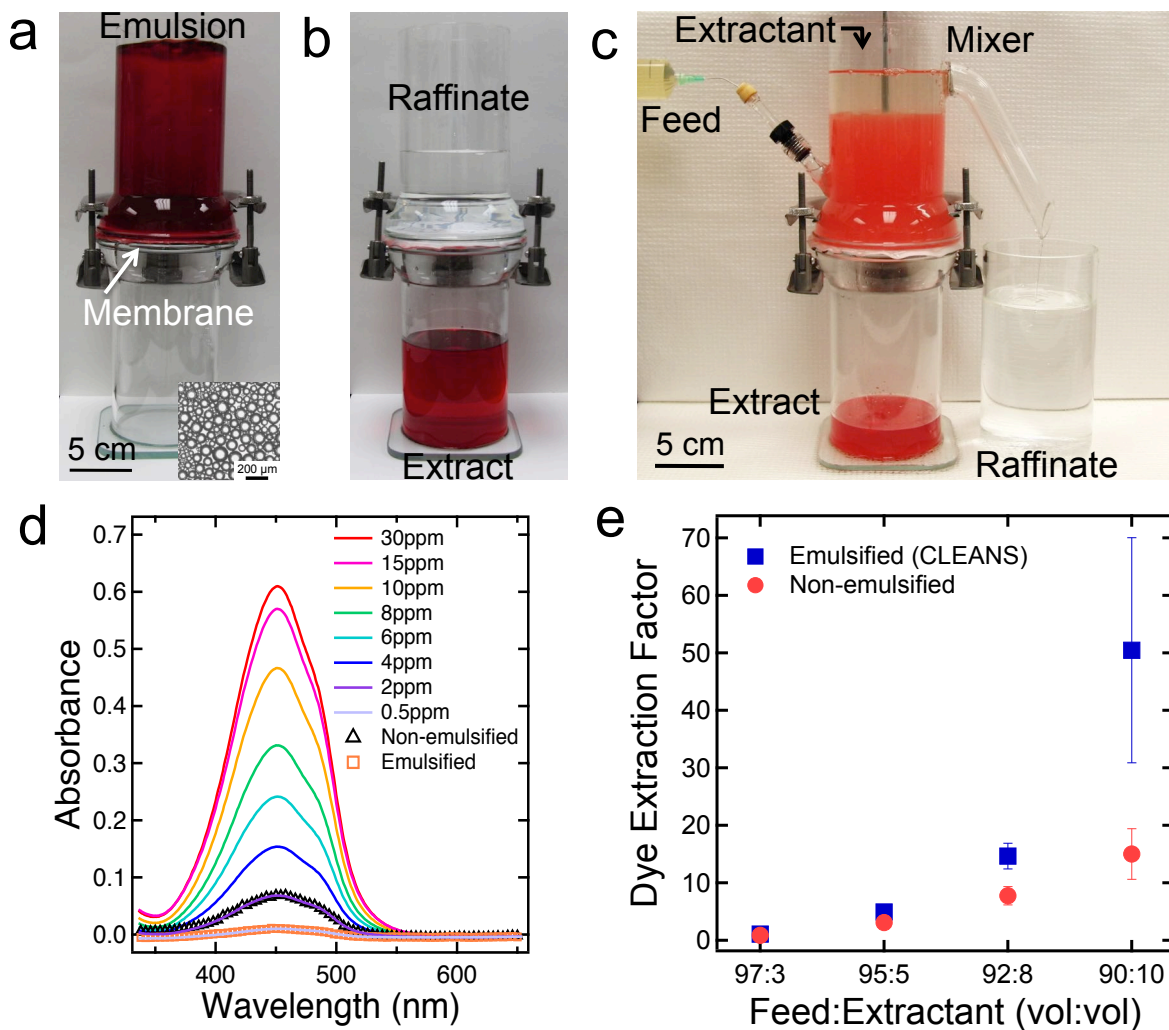 a
Emulsion
Membrane
5 cm
200 µm
b
Raffinate
Extract
c
Extractant
Mixer
Feed
Extract
5 cm
Raffinate
d
Absorbance
0.7
0.6
0.5
0.4
0.3
0.2
0.1
0.0
30ppm
15ppm
10ppm
8ppm
6ppm
4ppm
2ppm
0.5ppm
Non-emulsified
Emulsified
400
500
600
Wavelength (nm)
e
Dye Extraction Factor
70
60
50
40
30
20
10
0
Emulsified (CLEANS)
Non-emulsified
97:3
95:5
92:8
90:10
Feed:Extractant (vol:vol)